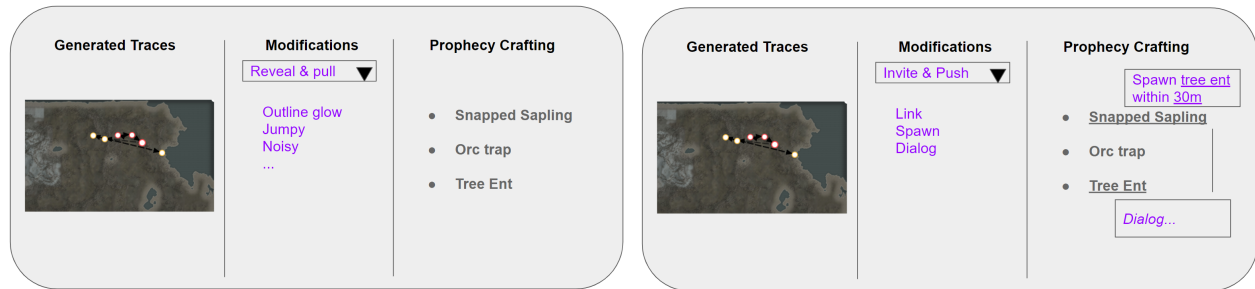 Generated Traces
Modifications
Prophecy Crafting
Reveal & pull
Outline glow
Jumpy
Noisy
...
● Snapped Sapling
● Orc trap
● Tree Ent
Generated Traces
Modifications
Prophecy Crafting
Invite & Push
Link
Spawn
Dialog
Spawn tree ent
within 30m
● Snapped Sapling
● Orc trap
● Tree Ent
Dialog...